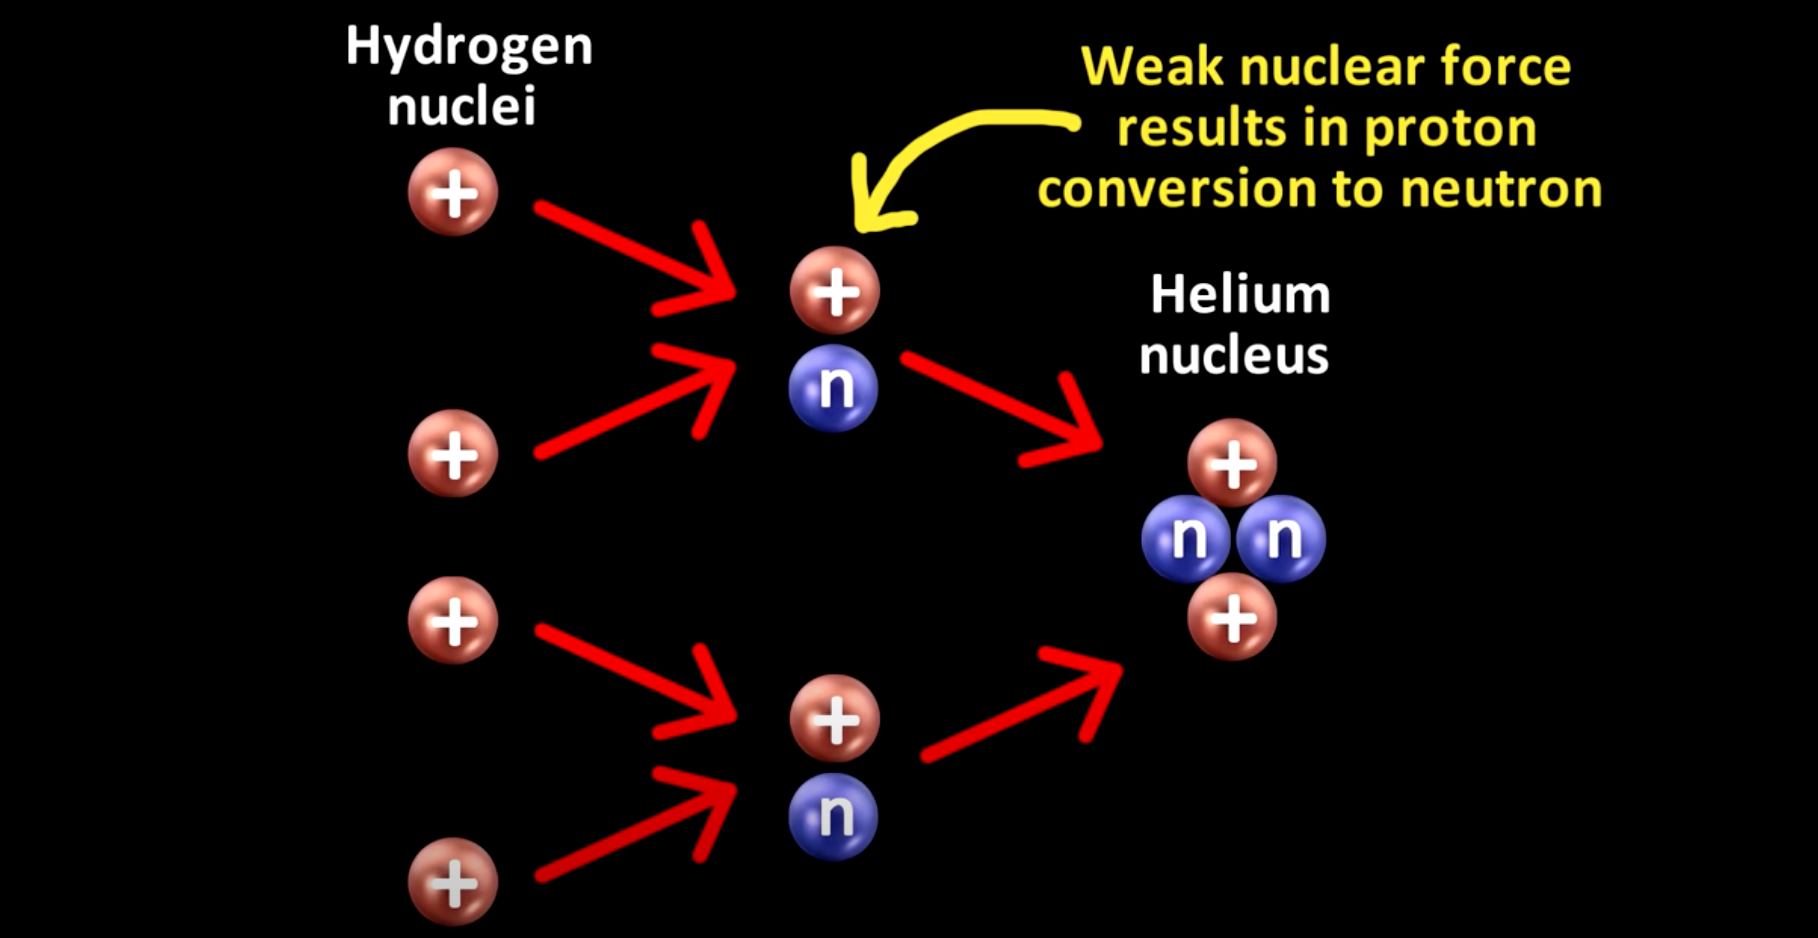 Hydrogen
nuclei
Weak nuclear force
results in proton
conversion to neutron
+
+
n
Helium
nucleus
+
+
n
n
+
+
+
n
+